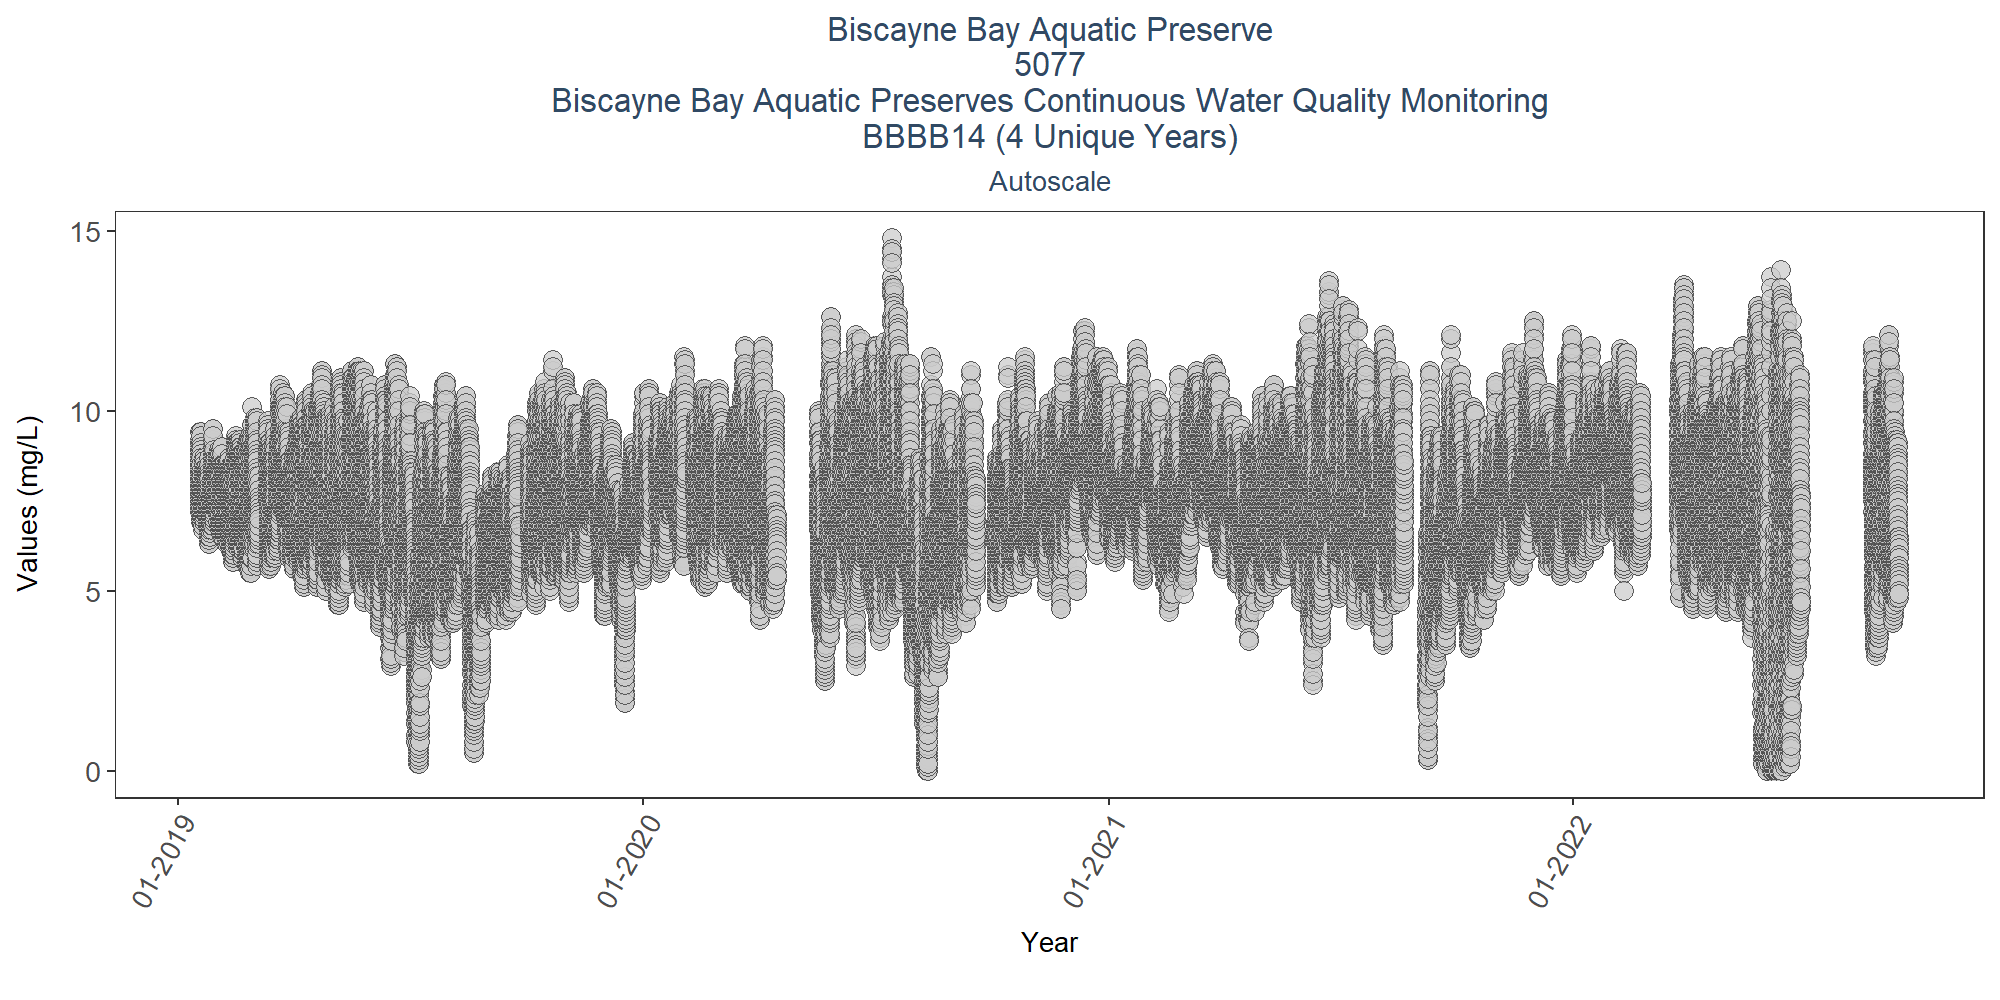 Biscayne Bay Aquatic Preserve
5077
Biscayne Bay Aquatic Preserves Continuous Water Quality Monitoring
BBBB14 (4 Unique Years)
Autoscale
Values (mg/L)
15
10
5
0
01-2019
01-2020
01-2021
01-2022
Year